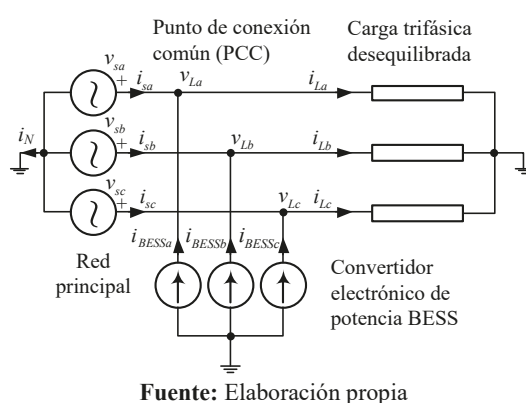 Punto de conexión
común (PCC)
Carga trifásica
desequilibrada
v_sa
+
i_sa
v_La
i_La
i_N
v_sb
+
i_sb
v_Lb
i_Lb
v_sc
+
i_sc
v_Lc
i_Lc
i_BESSa
i_BESSb
i_BESSc
Red
principal
Convertidor
electrónico de
potencia BESS
Fuente: Elaboración propia